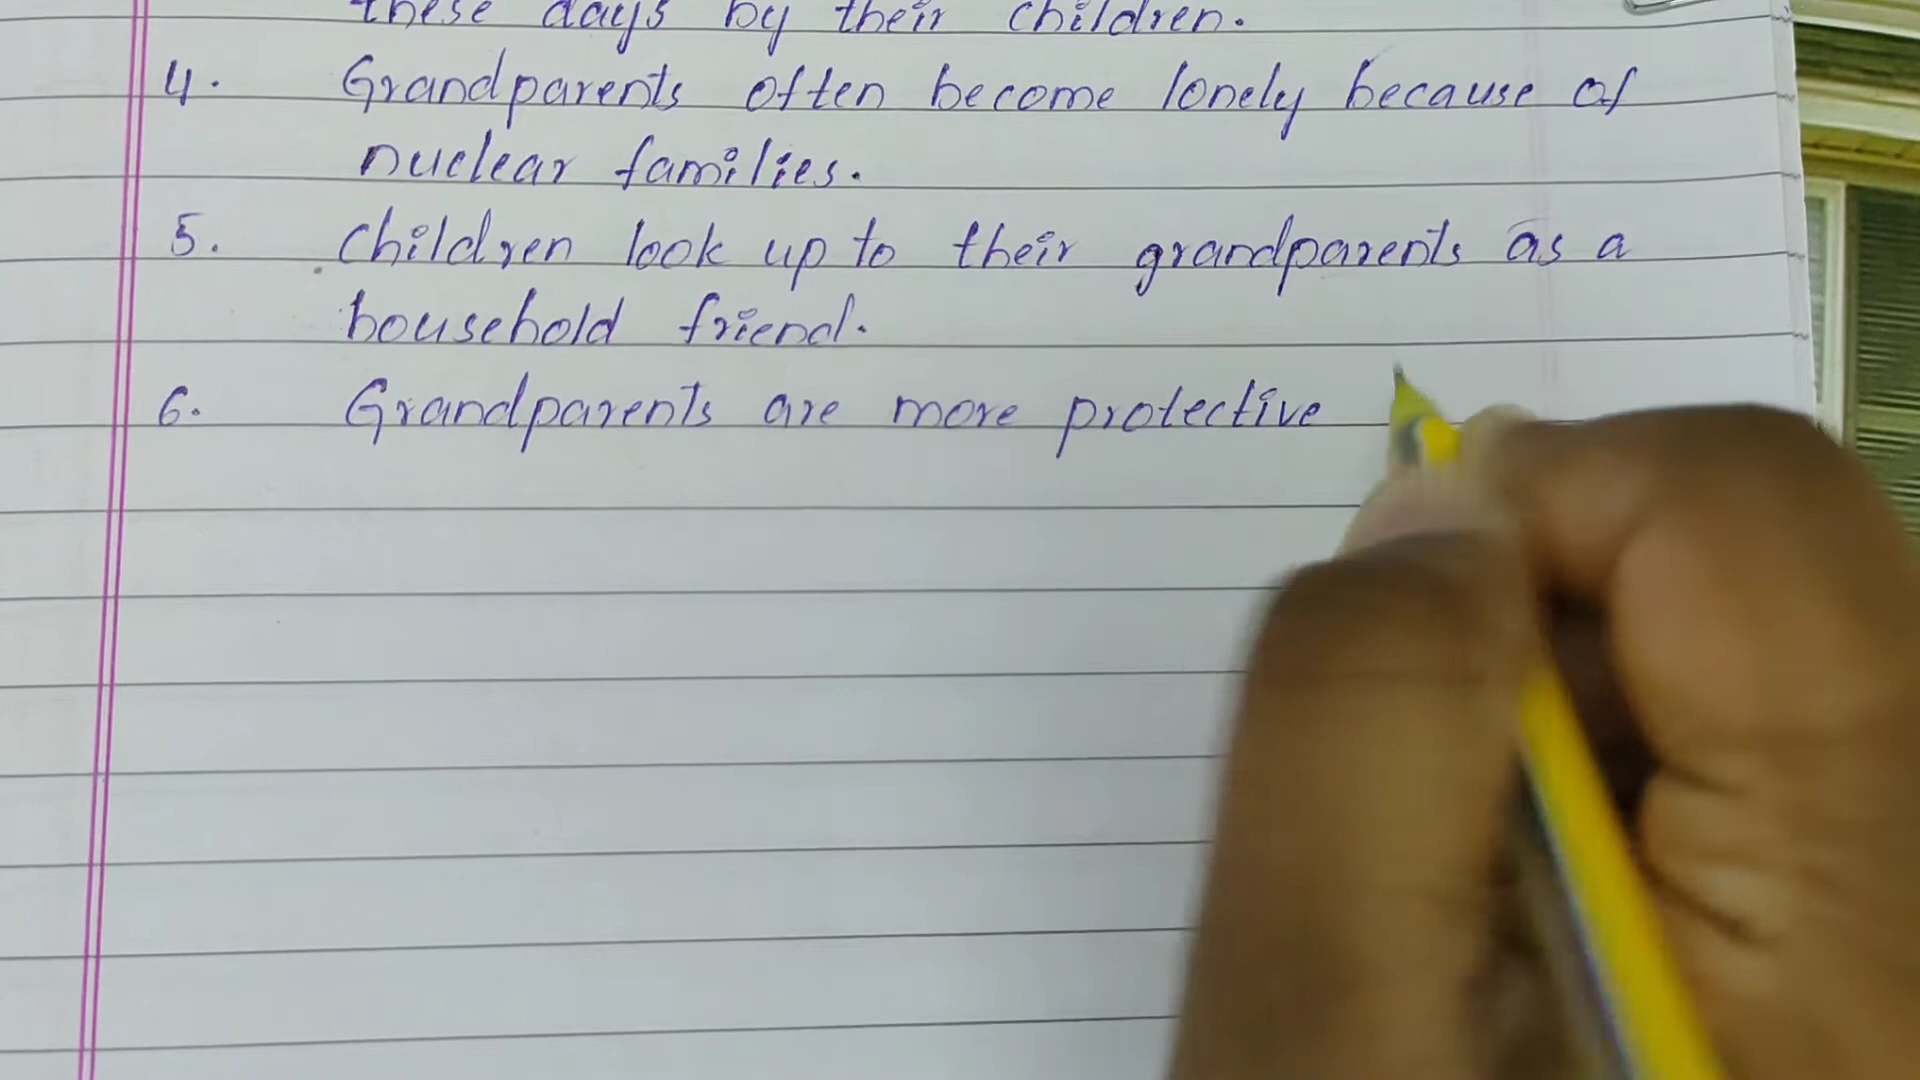 these days by their children.
4. Grandparents often become lonely because of
nuclear families.
5. Children look up to their grandparents as a
household friend.
6. Grandparents are more protective